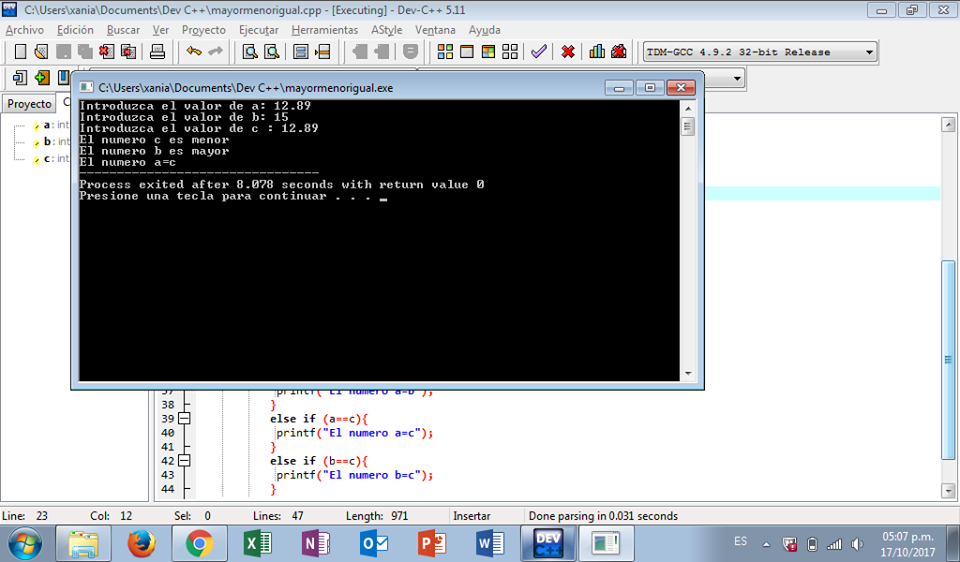 C:\Users\xania\Documents\Dev C++\mayormenorigual.cpp - [Executing] - Dev-C++ 5.11
Archivo Edición Buscar Ver Proyecto Ejecutar Herramientas AStyle Ventana Ayuda
TDM-GCC 4.9.2 32-bit Release
C:\Users\xania\Documents\Dev C++\mayormenorigual.exe
Proyecto C
a : int
b : int
c : int
Introduzca el valor de a: 12.89
Introduzca el valor de b: 15
Introduzca el valor de c : 12.89
El numero c es menor
El numero b es mayor
El numero a=c
--------------------------------
Process exited after 8.078 seconds with return value 0
Presione una tecla para continuar . . .
37 printf("El numero a=b");
38 }
39 else if (a==c){
40 printf("El numero a=c");
41 }
42 else if (b==c){
43 printf("El numero b=c");
44 }
Line: 23 Col: 12 Sel: 0 Lines: 47 Length: 971 Insertar Done parsing in 0.031 seconds
DEV C++
ES
05:07 p.m.
17/10/2017